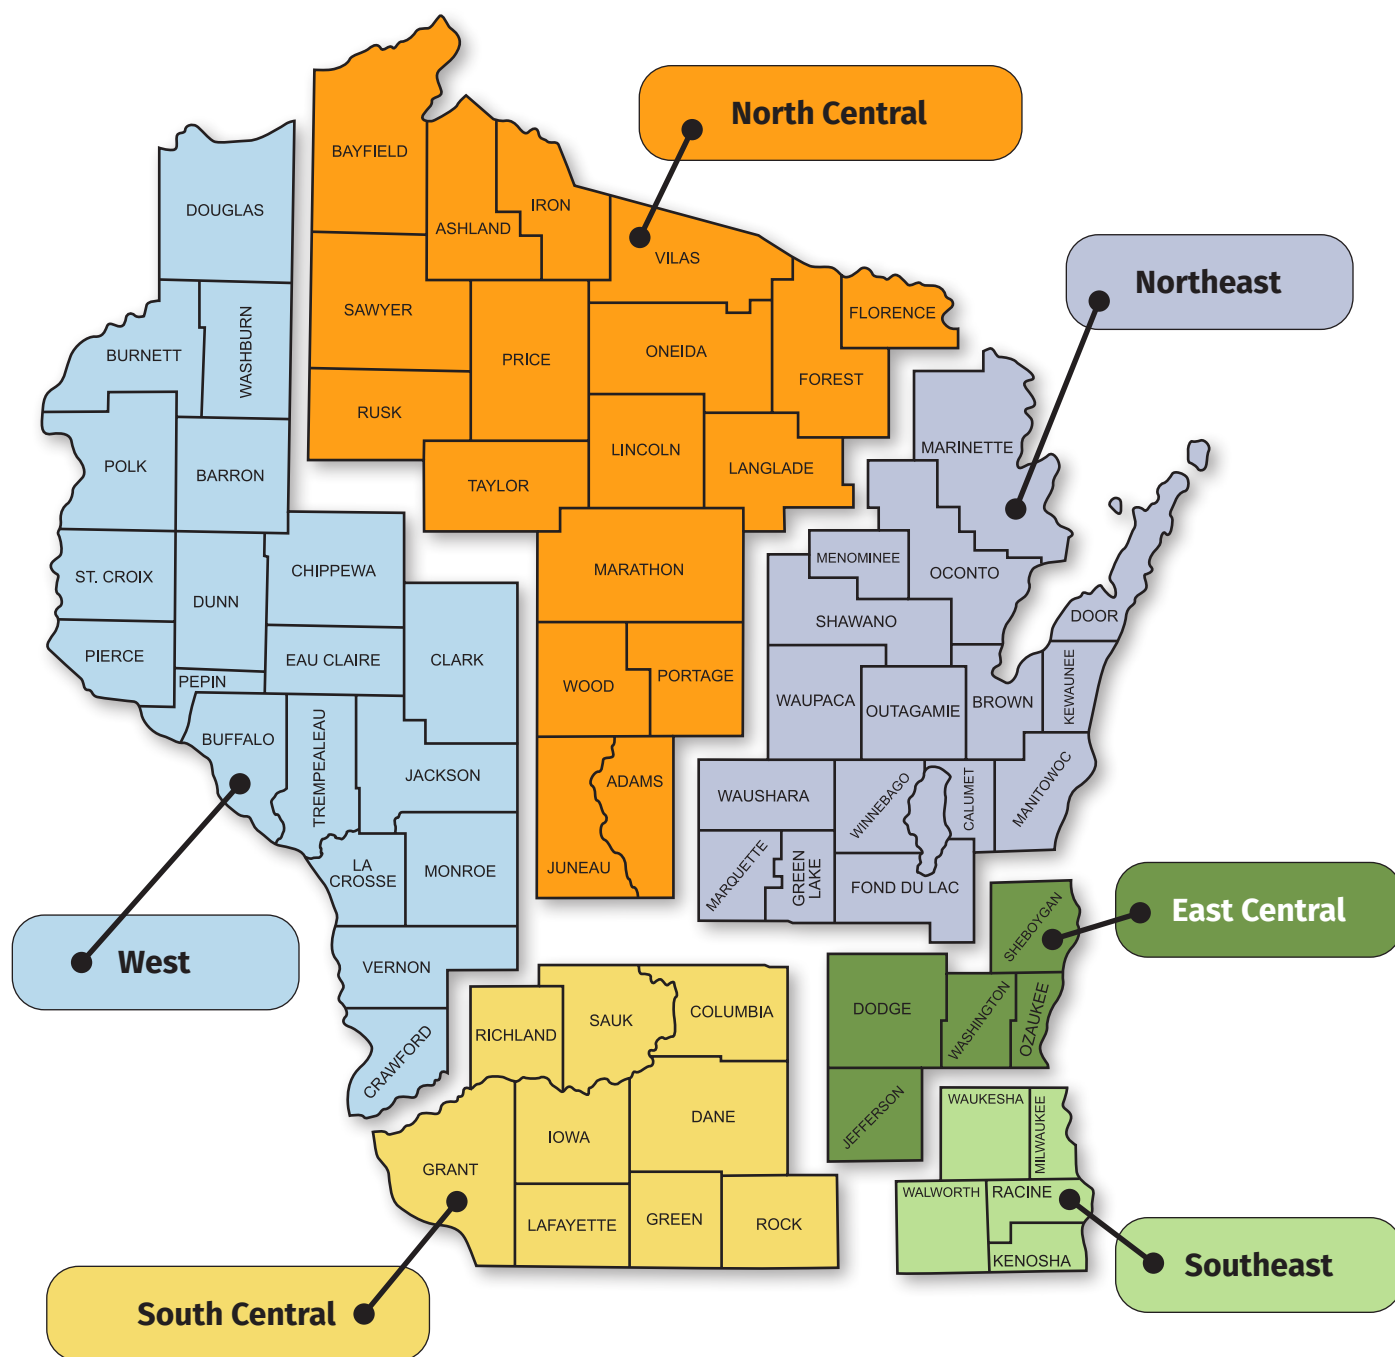 North Central
BAYFIELD
ASHLAND
IRON
VILAS
SAWYER
PRICE
ONEIDA
FLORENCE
FOREST
RUSK
TAYLOR
LINCOLN
LANGLADE
MARATHON
WOOD
PORTAGE
JUNEAU
ADAMS
Northeast
MARINETTE
MENOMINEE
OCONTO
SHAWANO
DOOR
WAUPACA
OUTAGAMIE
BROWN
KEWAUNEE
WAUSHARA
WINNEBAGO
CALUMET
MANITOWOC
MARQUETTE
GREEN
LAKE
FOND DU LAC
DOUGLAS
BURNETT
WASHBURN
POLK
BARRON
ST. CROIX
DUNN
CHIPPEWA
PIERCE
PEPIN
EAU CLAIRE
CLARK
BUFFALO
TREMPEALEAU
JACKSON
LA
CROSSE
MONROE
West
VERNON
CRAWFORD
East Central
SHEBOYGAN
DODGE
WASHINGTON
OZAUKEE
JEFFERSON
RICHLAND
SAUK
COLUMBIA
GRANT
IOWA
DANE
LAFAYETTE
GREEN
ROCK
South Central
WAUKESHA
MILWAUKEE
WALWORTH
RACINE
KENOSHA
Southeast